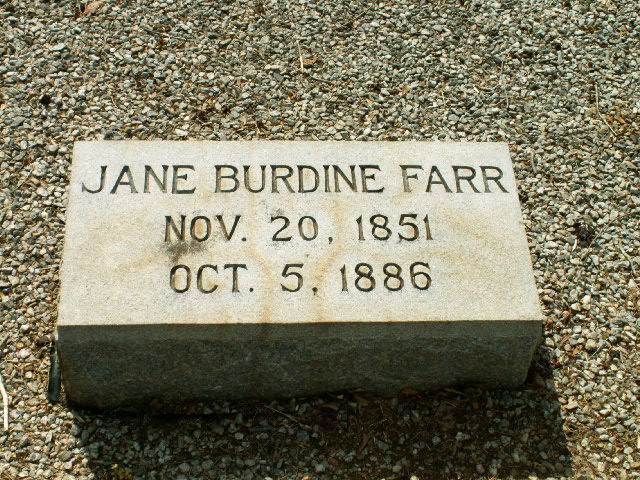 JANE BURDINE FARR
NOV. 20, 1851
OCT. 5, 1886